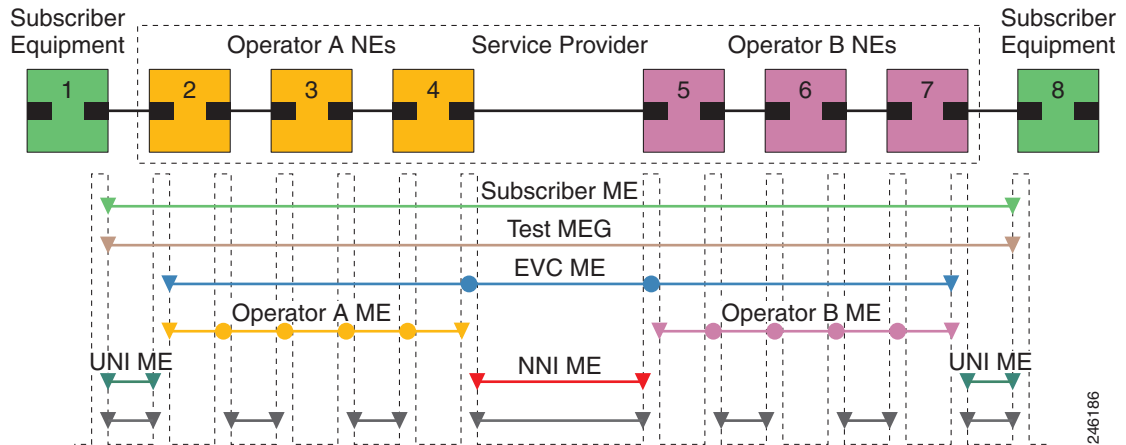 Subscriber
Equipment
Operator A NEs
Service Provider
Operator B NEs
Subscriber
Equipment
1
2
3
4
5
6
7
8
Subscriber ME
Test MEG
EVC ME
Operator A ME
Operator B ME
UNI ME
NNI ME
UNI ME
246186